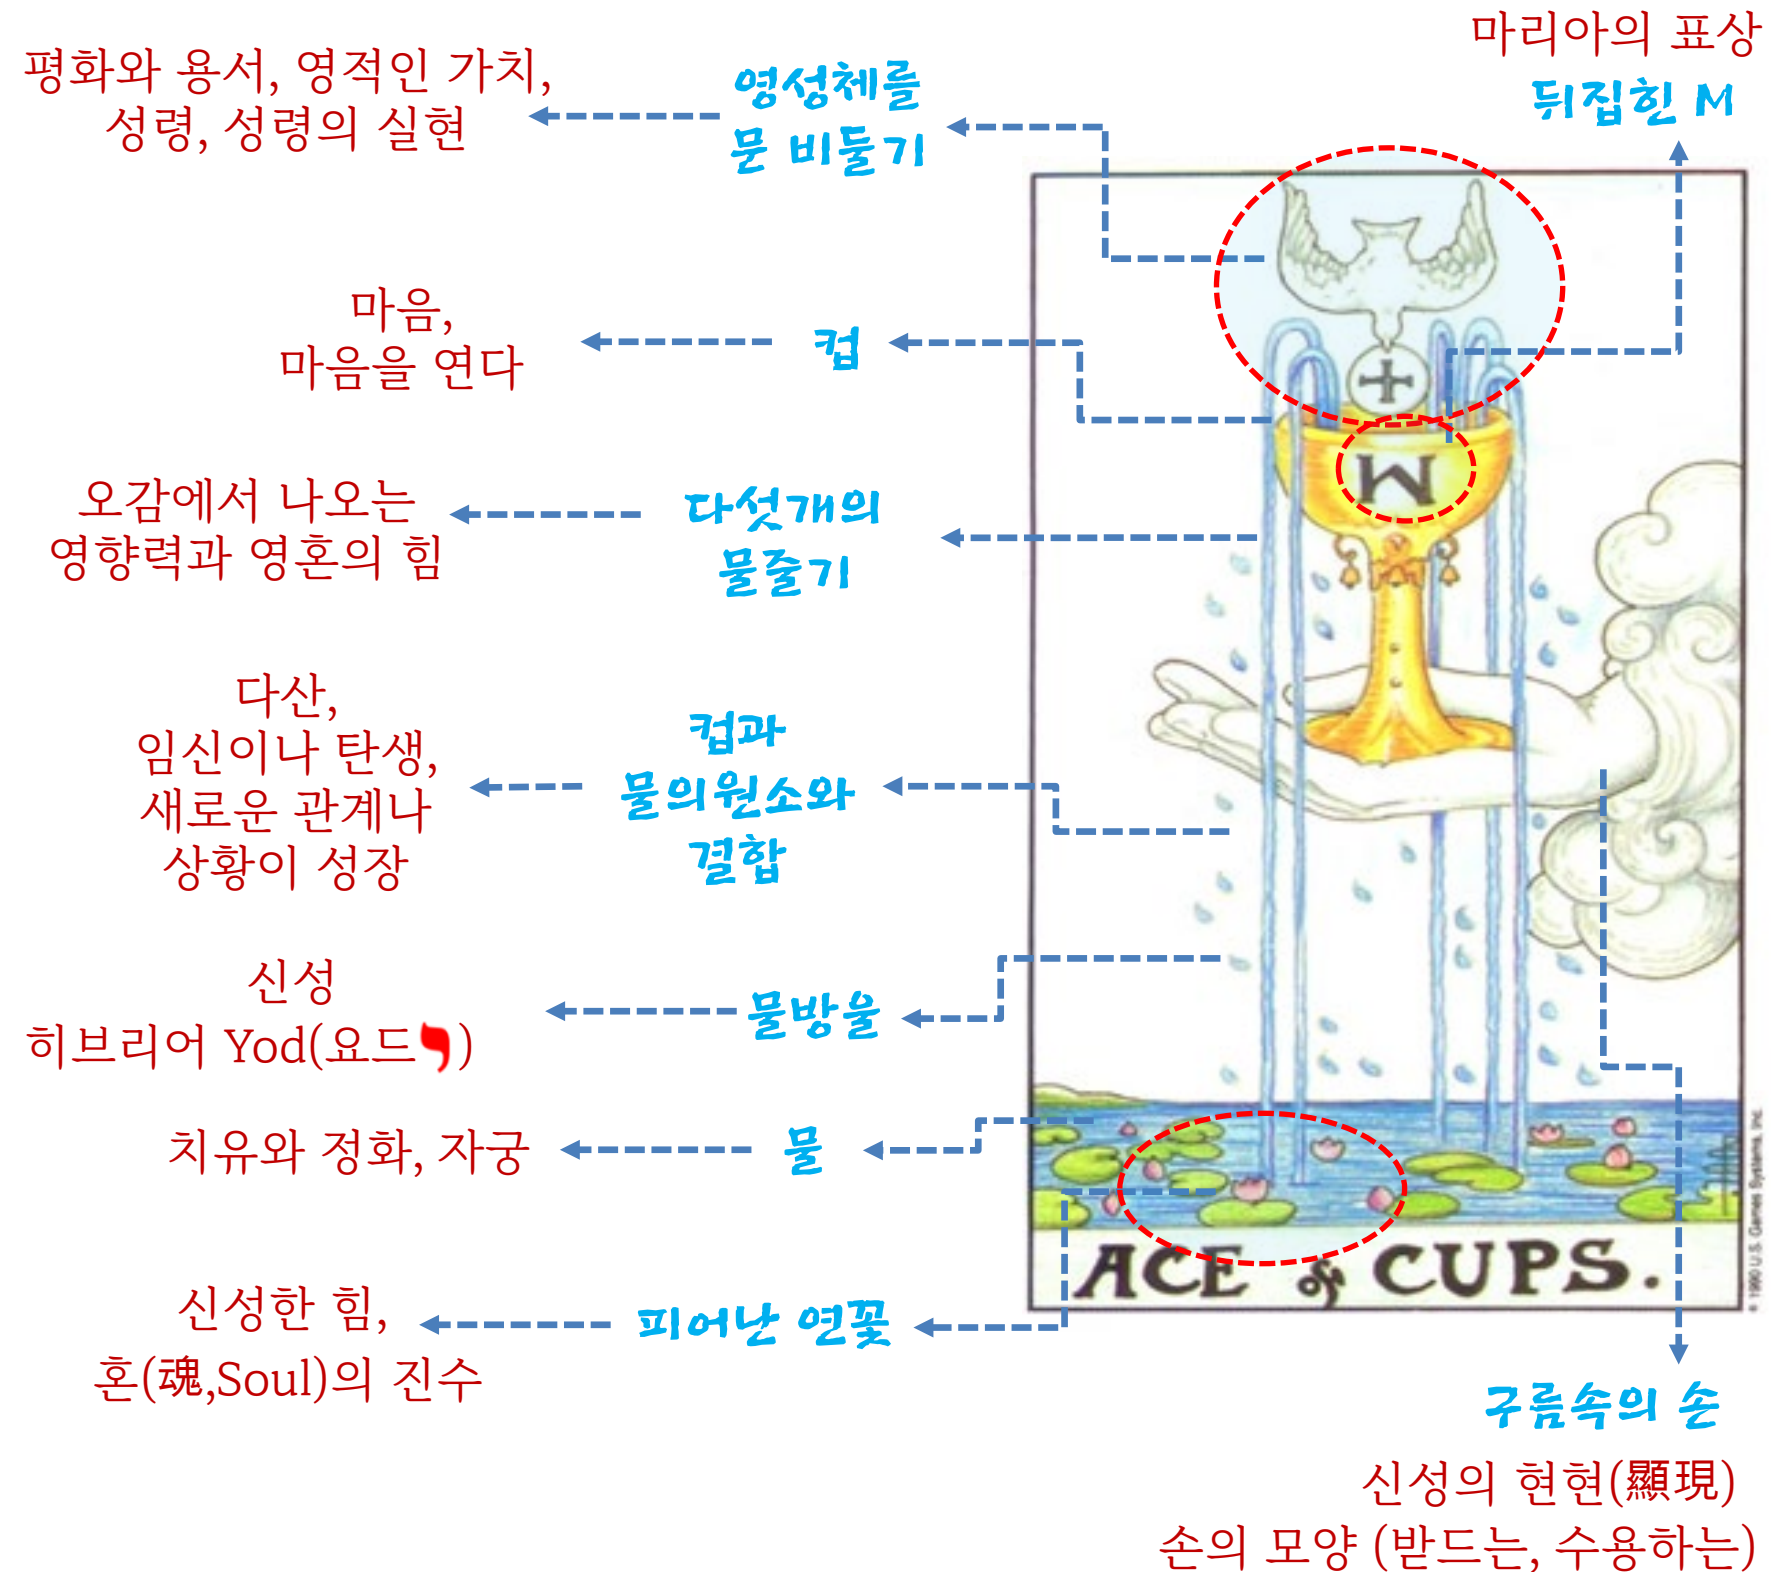 평화와 용서, 영적인 가치,
성령, 성령의 실현
영성체를
문 비둘기
마리아의 표상
뒤집힌 M
마음,
마음을 연다
컵
오감에서 나오는
영향력과 영혼의 힘
다섯개의
물줄기
다산,
임신이나 탄생,
새로운 관계나
상황이 성장
컵과
물의원소와
결합
신성
히브리어 Yod(요드י)
물방울
치유와 정화, 자궁
물
신성한 힘,
혼(魂,Soul)의 진수
피어난 연꽃
W
ACE of CUPS.
© 1990 U.S. Games Systems, Inc.
구름속의 손
신성의 현현(顯現)
손의 모양 (받드는, 수용하는)